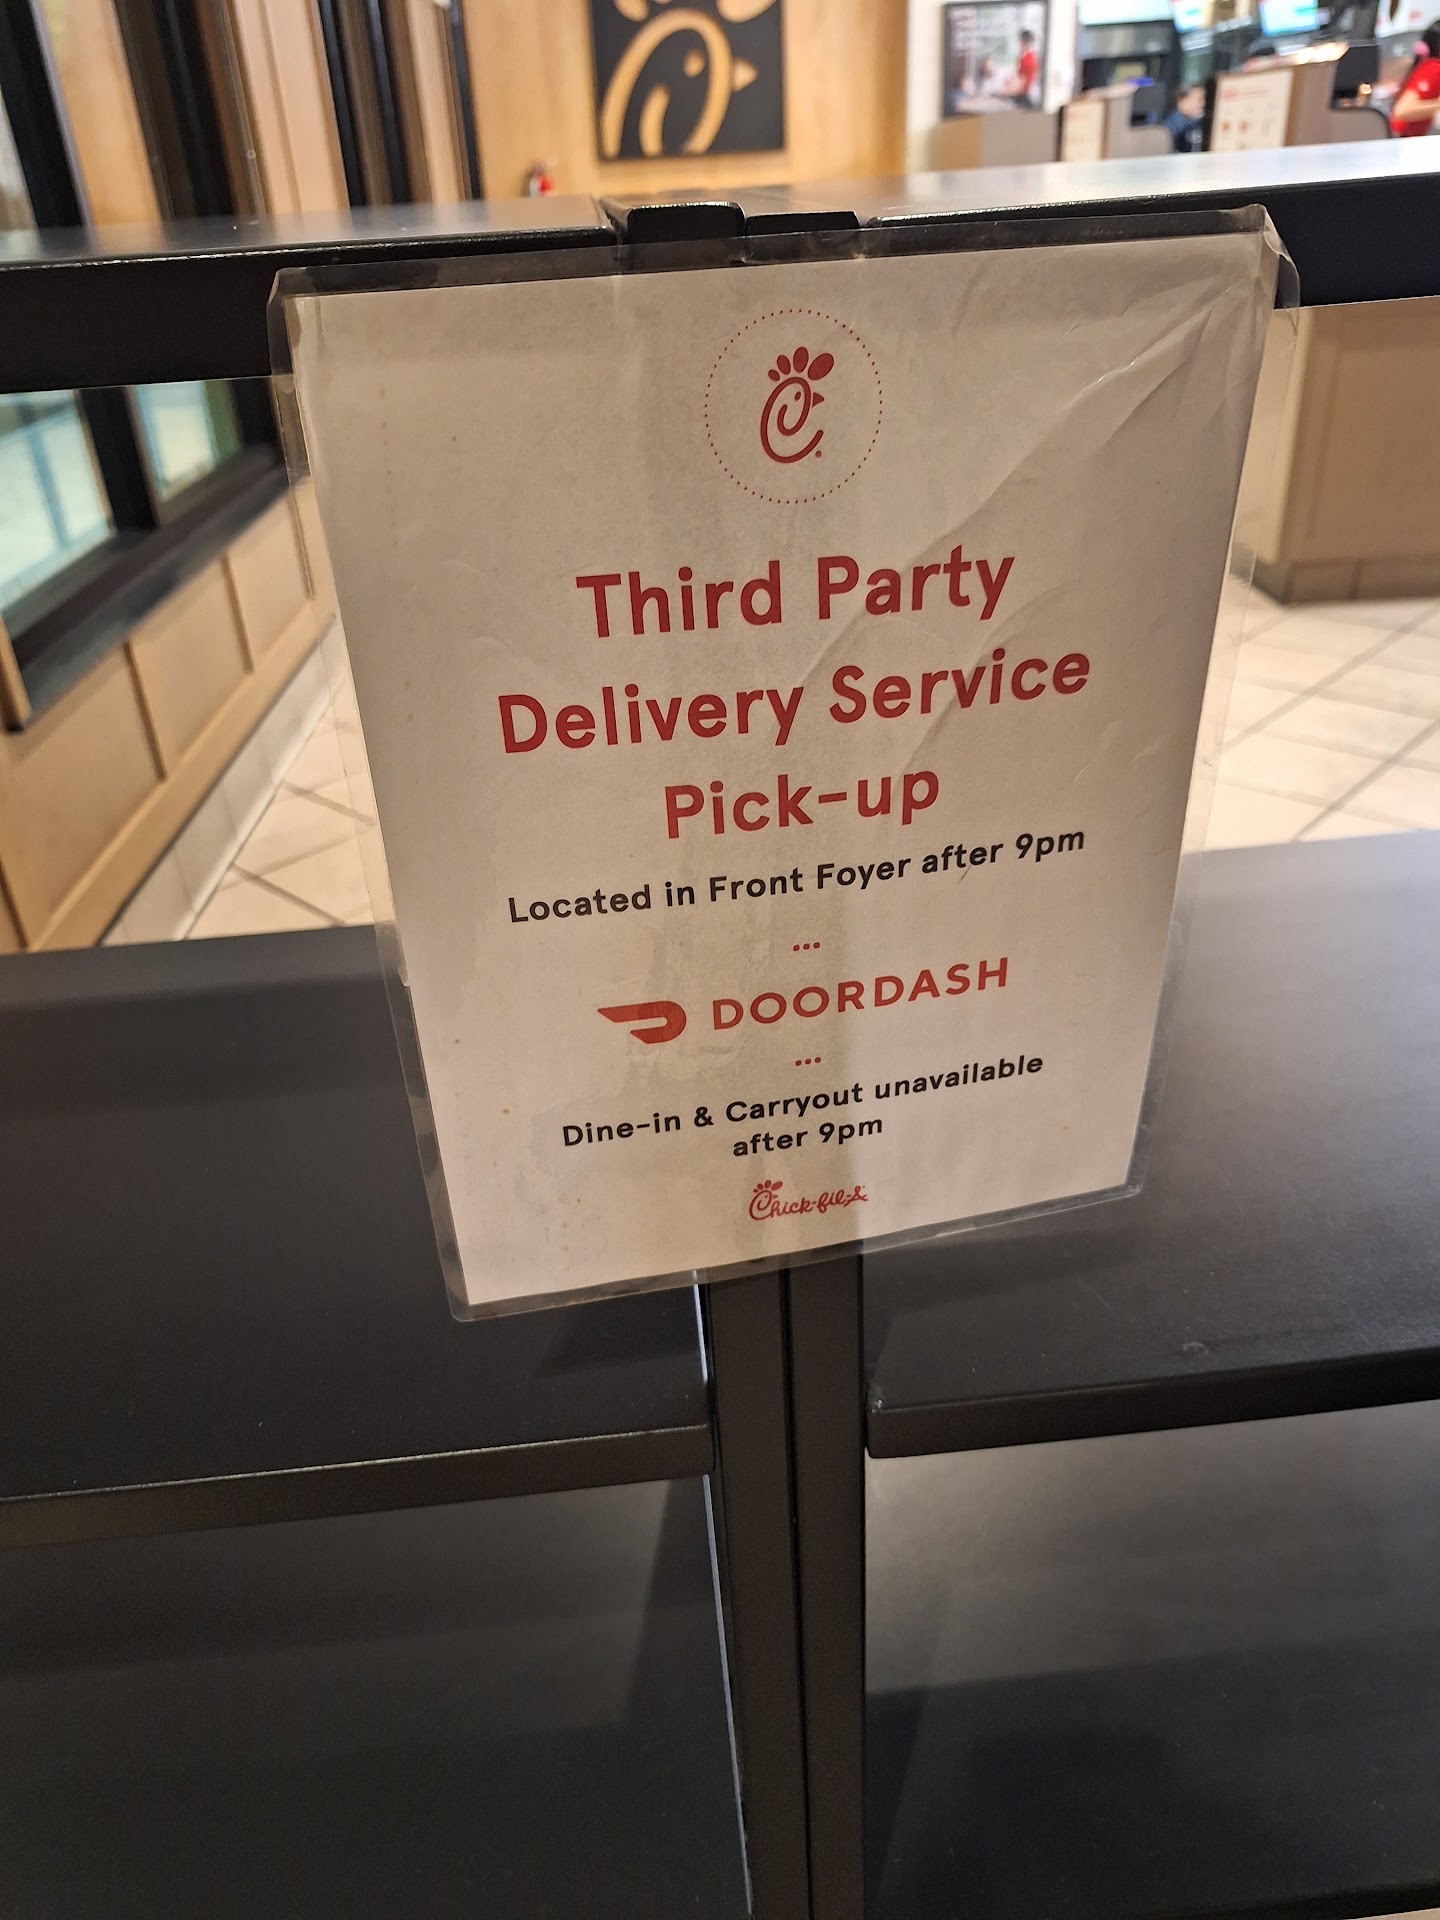 Third Party
Delivery Service
Pick-up
Located in Front Foyer after 9pm
...
DOORDASH
...
Dine-in & Carryout unavailable
after 9pm
Chick-fil-A